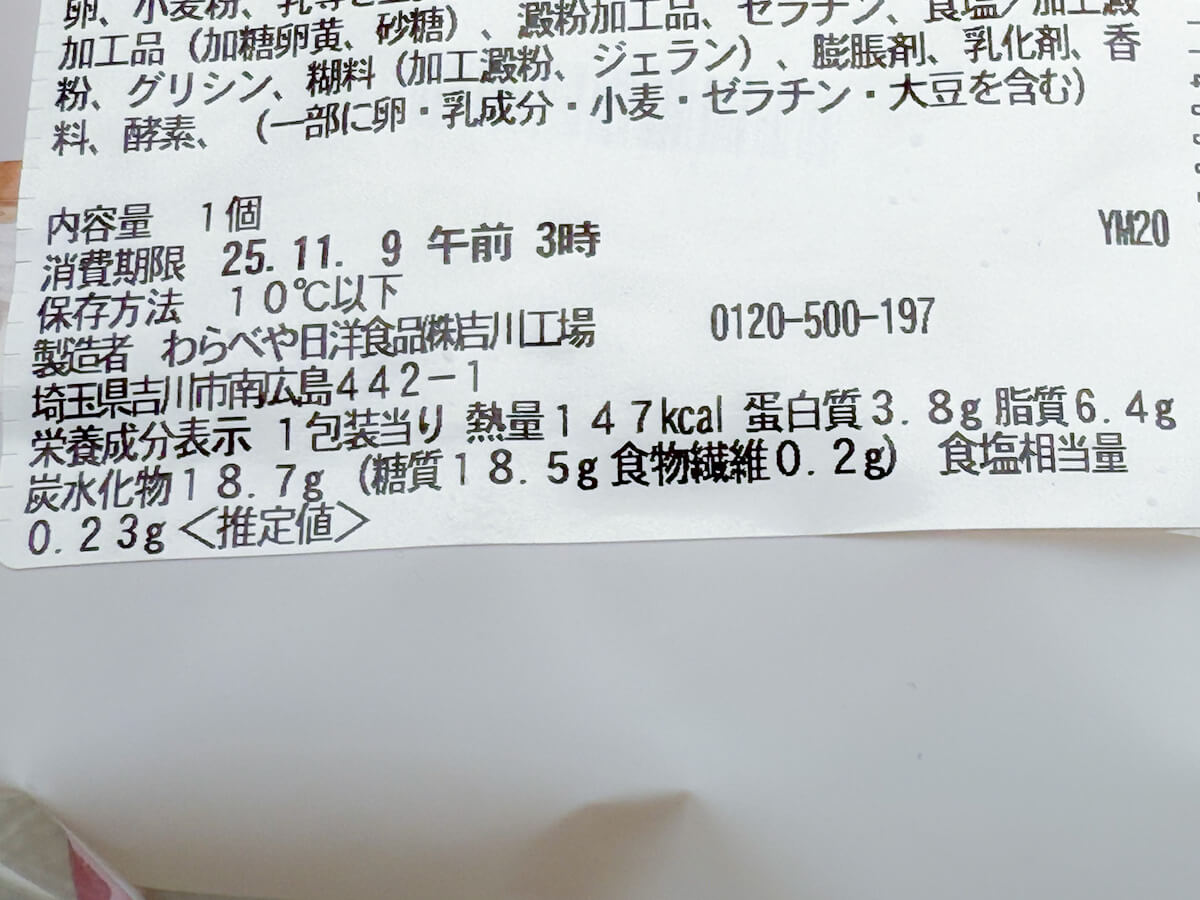 卵、小麦粉、乳等を主
加工品（加糖卵黄、砂糖）、澱粉加工品、ゼラチン、食塩／加工澱
粉、グリシン、糊料（加工澱粉、ジェラン）、膨脹剤、乳化剤、香
料、酵素、（一部に卵・乳成分・小麦・ゼラチン・大豆を含む）
内容量 １個
消費期限 25.11. 9 午前 3時 YM20
保存方法 １０℃以下
製造者 わらべや日洋食品㈱吉川工場 0120-500-197
埼玉県吉川市南広島４４２－１
栄養成分表示 １包装当り 熱量１４７kcal 蛋白質３．８g 脂質６．４g
炭水化物１８．７g （糖質１８．５g 食物繊維０．２g） 食塩相当量
０．２３g＜推定値＞